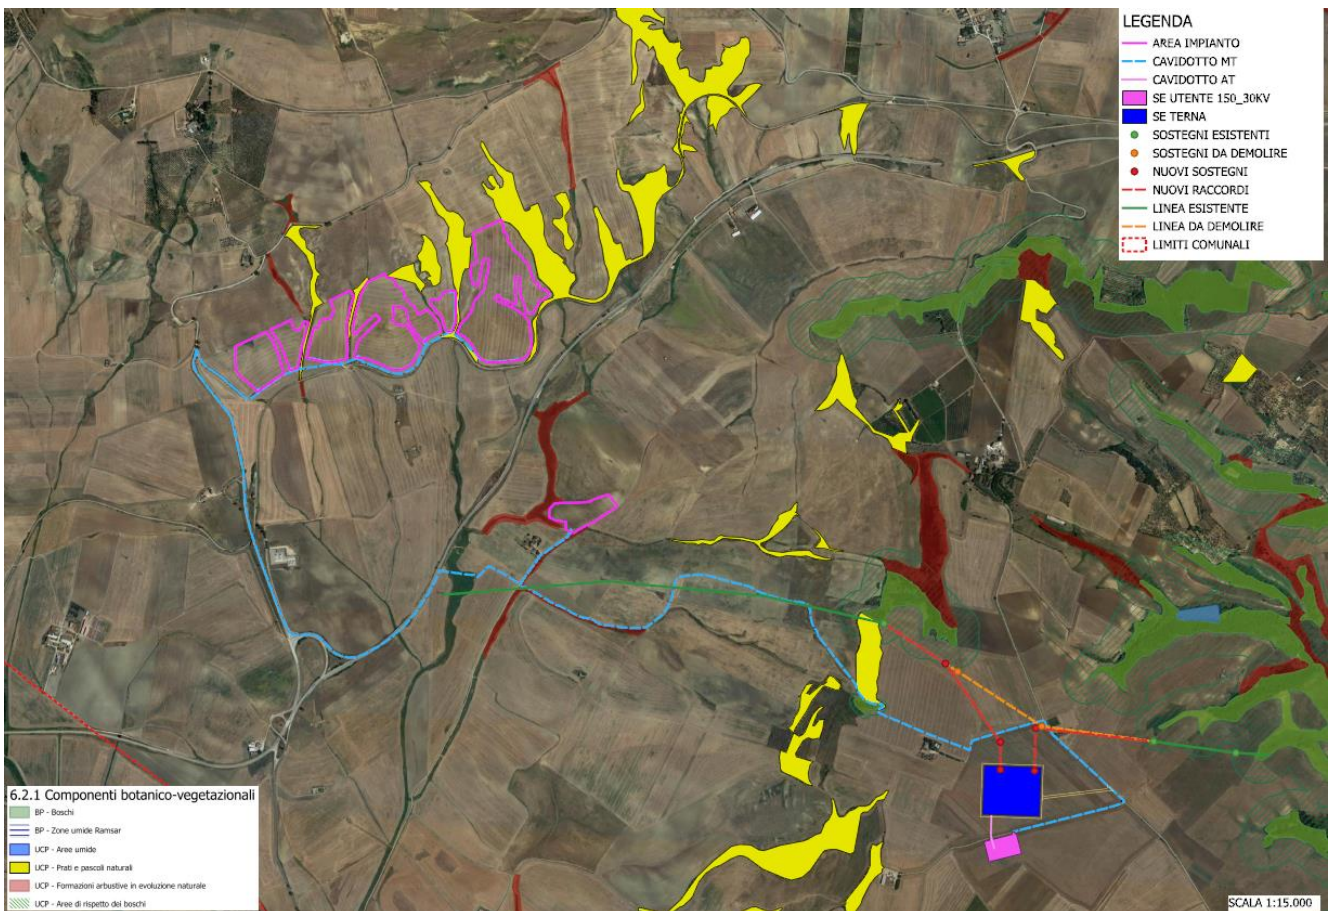 LEGENDA
AREA IMPIANTO
CAVIDOTTO MT
CAVIDOTTO AT
SE UTENTE 150_30KV
SE TERNA
SOSTEGNI ESISTENTI
SOSTEGNI DA DEMOLIRE
NUOVI SOSTEGNI
NUOVI RACCORDI
LINEA ESISTENTE
LINEA DA DEMOLIRE
LIMITI COMUNALI
6.2.1 Componenti botanico-vegetazionali
BP - Boschi
BP - Zone umide Ramsar
UCP - Aree umide
UCP - Prati e pascoli naturali
UCP - Formazioni arbustive in evoluzione naturale
UCP - Aree di rispetto dei boschi
SCALA 1:15.000